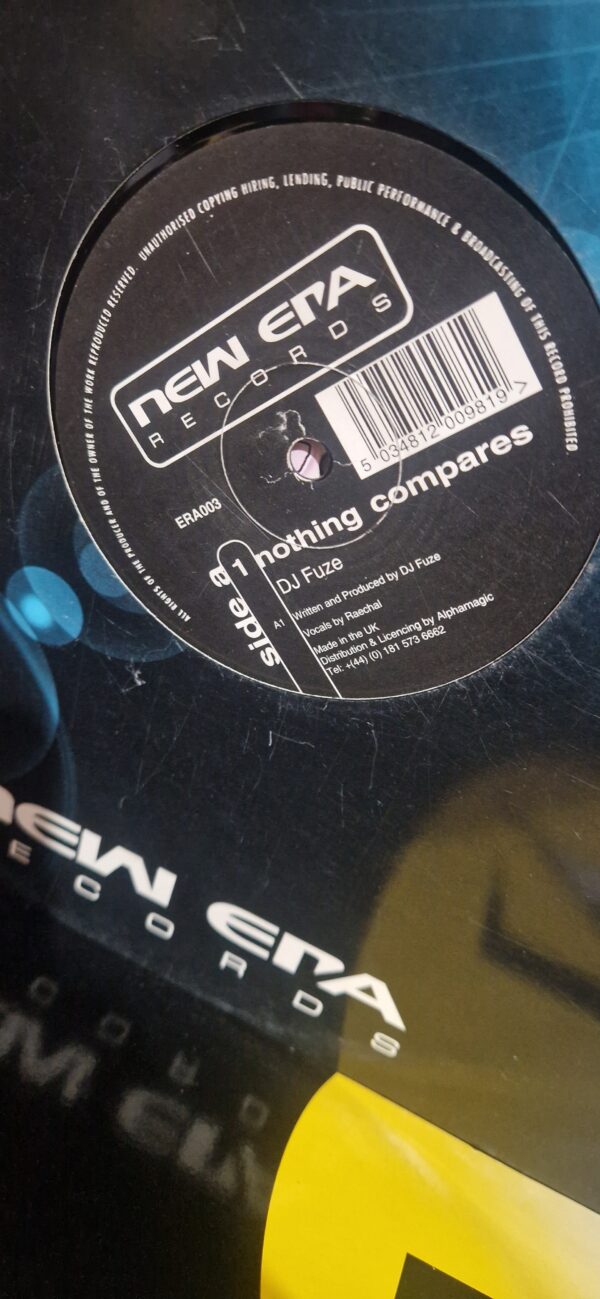 ALL RIGHTS OF THE PRODUCER AND OF THE OWNER OF THE WORK REPRODUCED RESERVED. UNAUTHORISED COPYING HIRING, LENDING, PUBLIC PERFORMANCE & BROADCASTING OF THIS RECORD PROHIBITED
new era
RECORDS
5 034812 009819 >
ERA003
side a
1 nothing compares
DJ Fuze
A1 Written and Produced by DJ Fuze
Vocals by Raechal
Made in the UK
Distribution & Licencing by Alphamagic
Tel: +(44) (0) 181 573 6662
new era
ECORDS